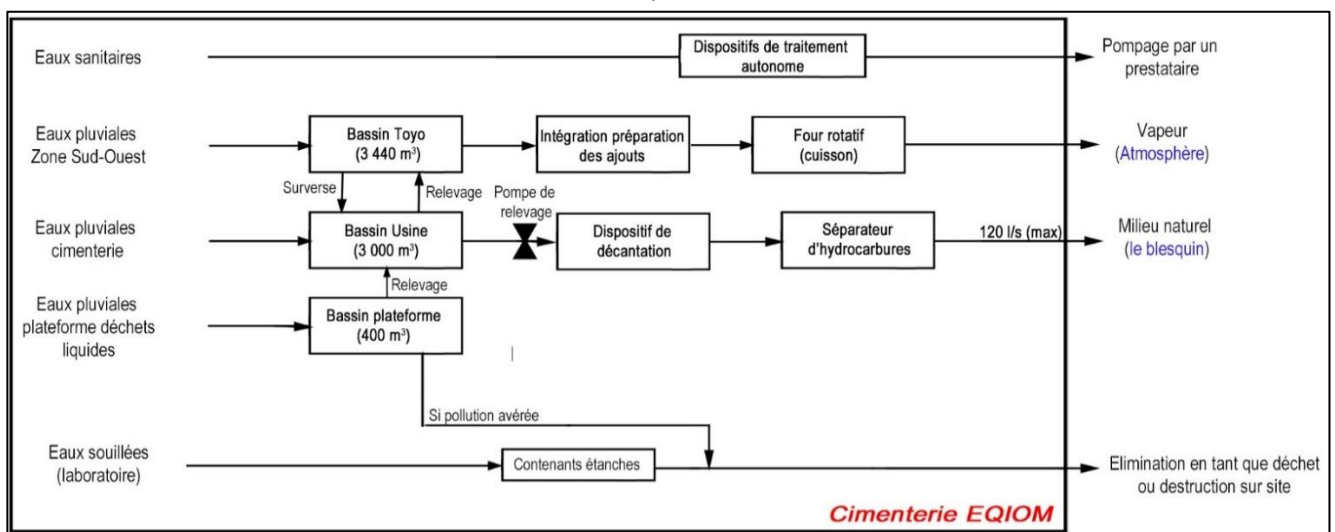 Eaux sanitaires
Dispositifs de traitement
autonome
Pompage par un
prestataire
Eaux pluviales
Zone Sud-Ouest
Bassin Toyo
(3 440 m³)
Intégration préparation
des ajouts
Four rotatif
(cuisson)
Vapeur
(Atmosphère)
Surverse
Relevage
Pompe de
relevage
Eaux pluviales
cimenterie
Bassin Usine
(3 000 m³)
Dispositif de
décantation
Séparateur
d'hydrocarbures
120 l/s (max)
Milieu naturel
(le blesquin)
Relevage
Eaux pluviales
plateforme déchets
liquides
Bassin plateforme
(400 m³)
Si pollution avérée
Eaux souillées
(laboratoire)
Contenants étanches
Elimination en tant que déchet
ou destruction sur site
Cimenterie EQIOM